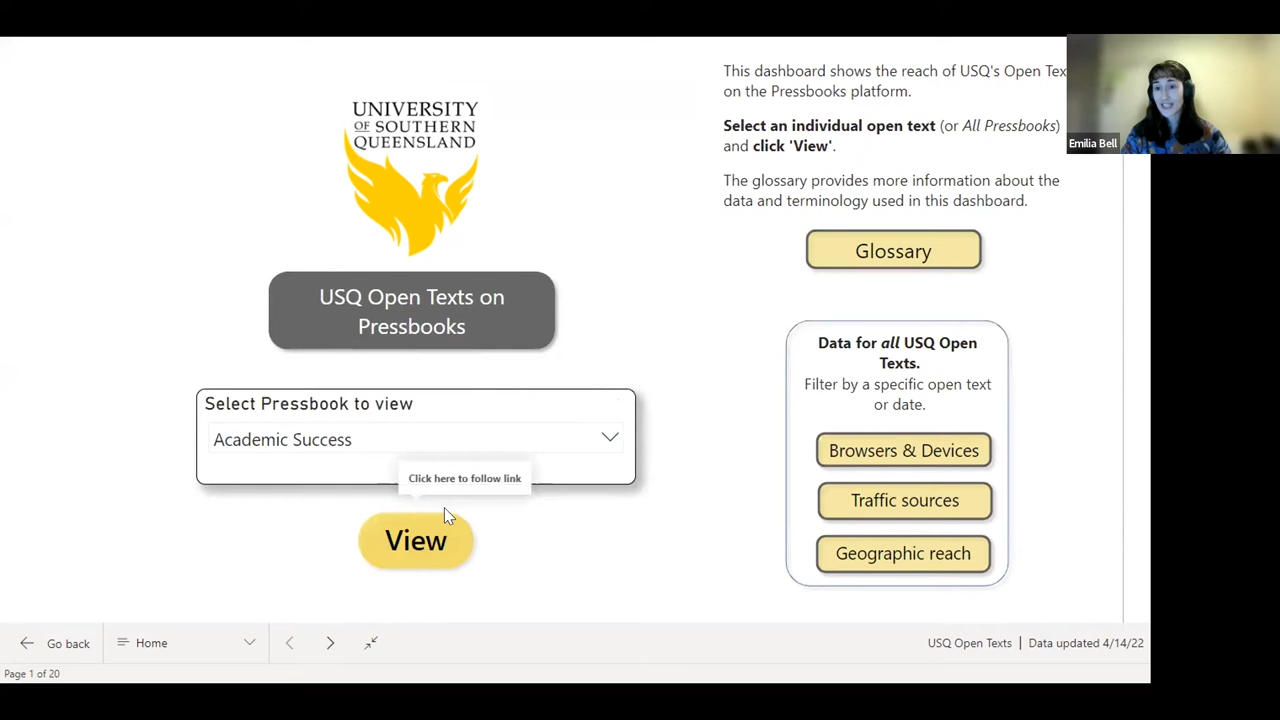 UNIVERSITY
OF SOUTHERN
QUEENSLAND
USQ Open Texts on
Pressbooks
Select Pressbook to view
Academic Success
Click here to follow link
View
This dashboard shows the reach of USQ's Open Tex
on the Pressbooks platform.
Select an individual open text (or All Pressbooks)
and click 'View'.
The glossary provides more information about the
data and terminology used in this dashboard.
Glossary
Data for all USQ Open
Texts.
Filter by a specific open text
or date.
Browsers & Devices
Traffic sources
Geographic reach
Emilia Bell
Go back
Home
USQ Open Texts | Data updated 4/14/22
Page 1 of 20